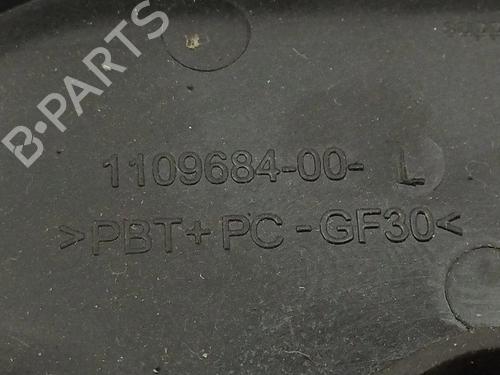 B·PARTS
1109684-00- L
>PBT+PC-GF30<